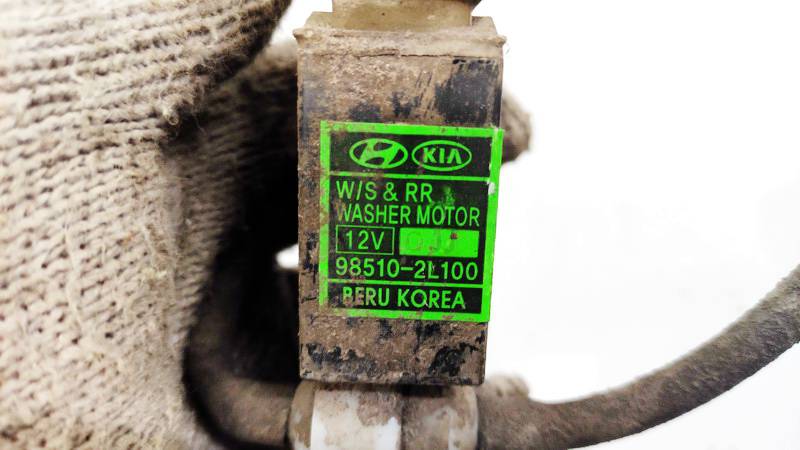 KIA
W/S & RR
WASHER MOTOR
12V
98510-2L100
BERU KOREA